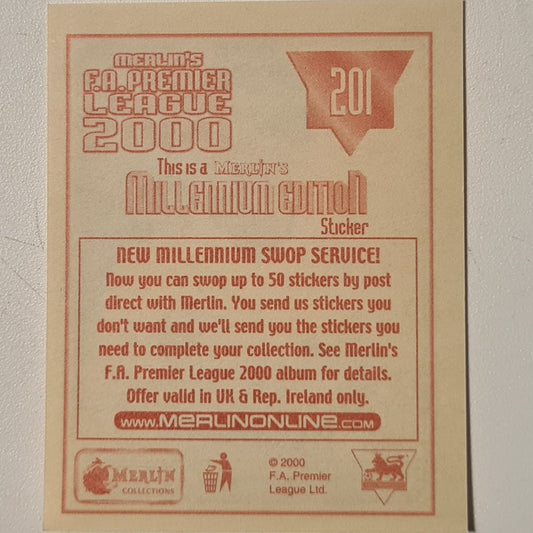 MERLIN'S
F.A. PREMIER
LEAGUE
2000
201
This is a MERLIN'S
MILLENNIUM EDITION
Sticker
NEW MILLENNIUM SWOP SERVICE!
Now you can swop up to 50 stickers by post
direct with Merlin. You send us stickers you
don't want and we'll send you the stickers you
need to complete your collection. See Merlin's
F.A. Premier League 2000 album for details.
Offer valid in UK & Rep. Ireland only.
WWW.MERLINONLINE.COM
MERLIN
COLLECTIONS
© 2000
F.A. Premier
League Ltd.